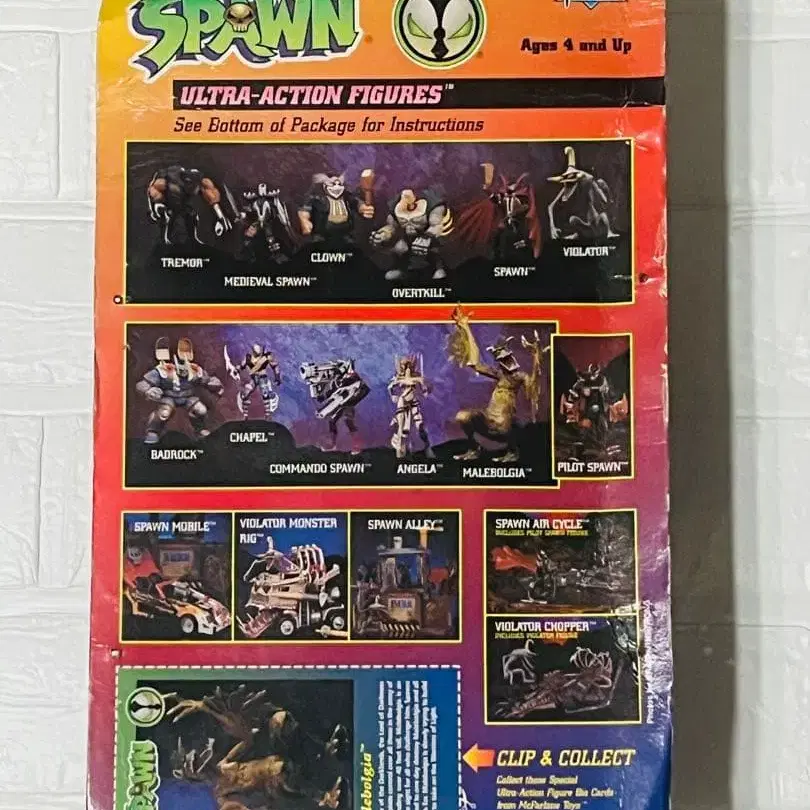 SPAWN
Ages 4 and Up
ULTRA-ACTION FIGURES™
See Bottom of Package for Instructions
TREMOR™
MEDIEVAL SPAWN™
CLOWN™
OVERTKILL™
SPAWN™
VIOLATOR™
BADROCK™
CHAPEL™
COMMANDO SPAWN™
ANGELA™
MALEBOLGIA™
PILOT SPAWN™
SPAWN MOBILE™
VIOLATOR MONSTER
RIG™
SPAWN ALLEY™
SPAWN AIR CYCLE™
INCLUDES PILOT SPAWN FIGURE
VIOLATOR CHOPPER™
INCLUDES VIOLATOR FIGURE
Photos
SPAWN
lebolgia™
CLIP & COLLECT
Collect these Special
Ultra-Action Figure Bio Cards
from McFarlane Toys